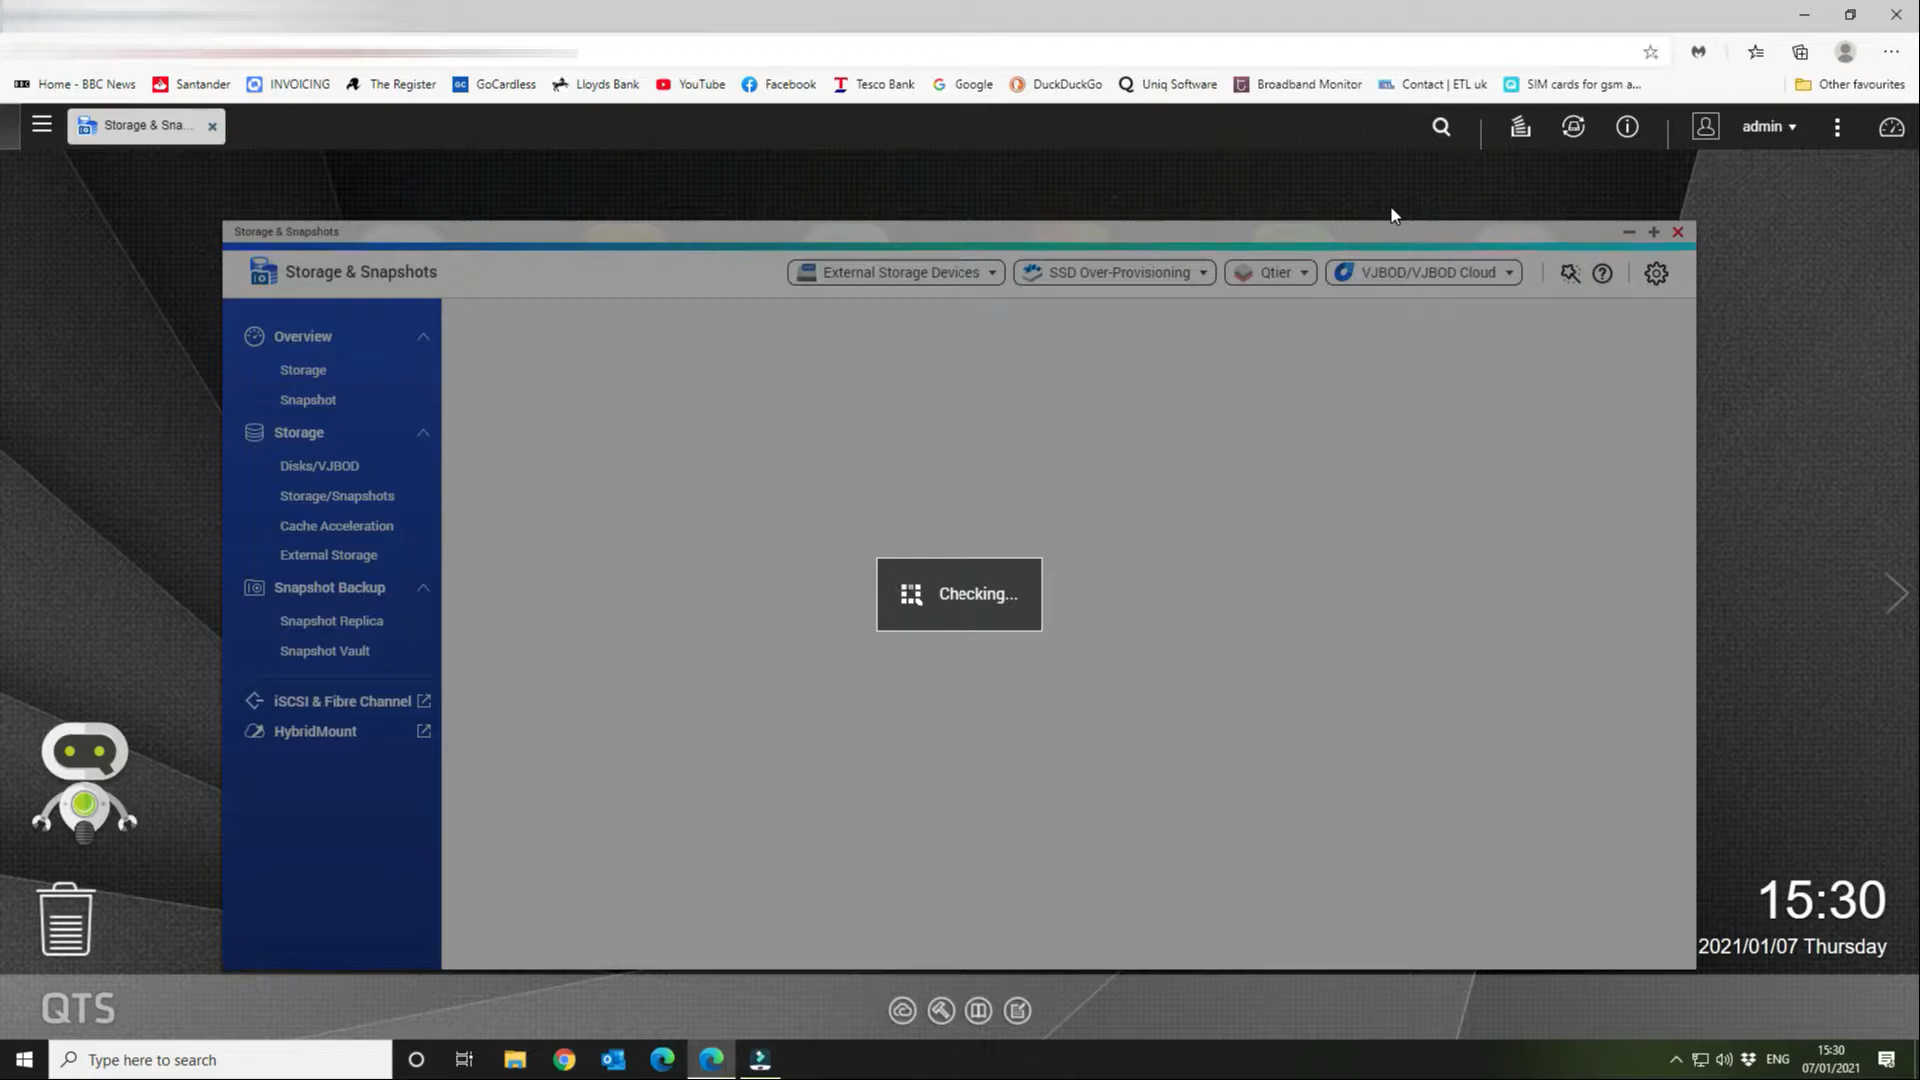 Home - BBC News
Santander
INVOICING
The Register
GoCardless
Lloyds Bank
YouTube
Facebook
Tesco Bank
Google
DuckDuckGo
Uniq Software
Broadband Monitor
Contact | ETL uk
SIM cards for gsm a...
Other favourites
Storage & Sna...
admin
Storage & Snapshots
Storage & Snapshots
External Storage Devices
SSD Over-Provisioning
Qtier
VJBOD/VJBOD Cloud
Overview
Storage
Snapshot
Storage
Disks/VJBOD
Storage/Snapshots
Cache Acceleration
External Storage
Snapshot Backup
Snapshot Replica
Snapshot Vault
iSCSI & Fibre Channel
HybridMount
Checking...
15:30
2021/01/07 Thursday
QTS
Type here to search
ENG
15:30
07/01/2021